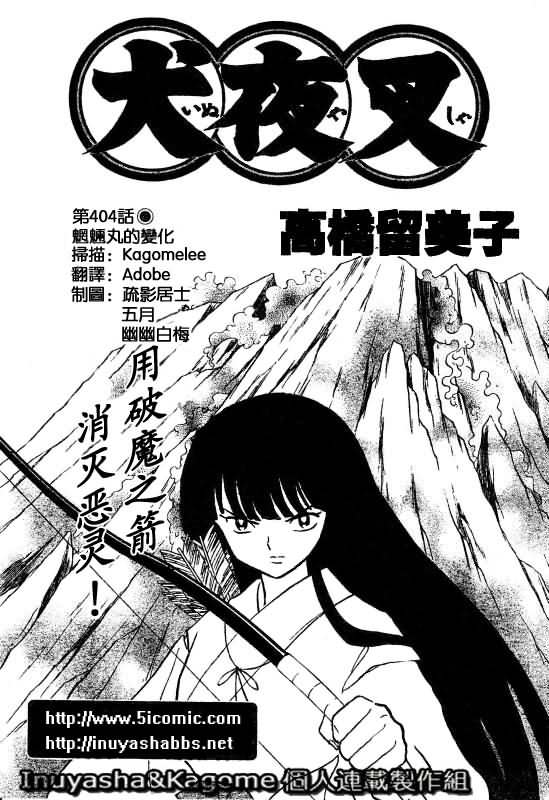 犬夜叉
いぬ や しゃ
高橋留美子
第404話
魍魎丸的變化
掃描：Kagomelee
翻譯：Adobe
制圖：疏影居士
五月
幽幽白梅
用破魔之箭
消灭恶灵！
http://www.5icomic.com
http://inuyashabbs.net
Inuyasha&Kagome 個人連載製作組